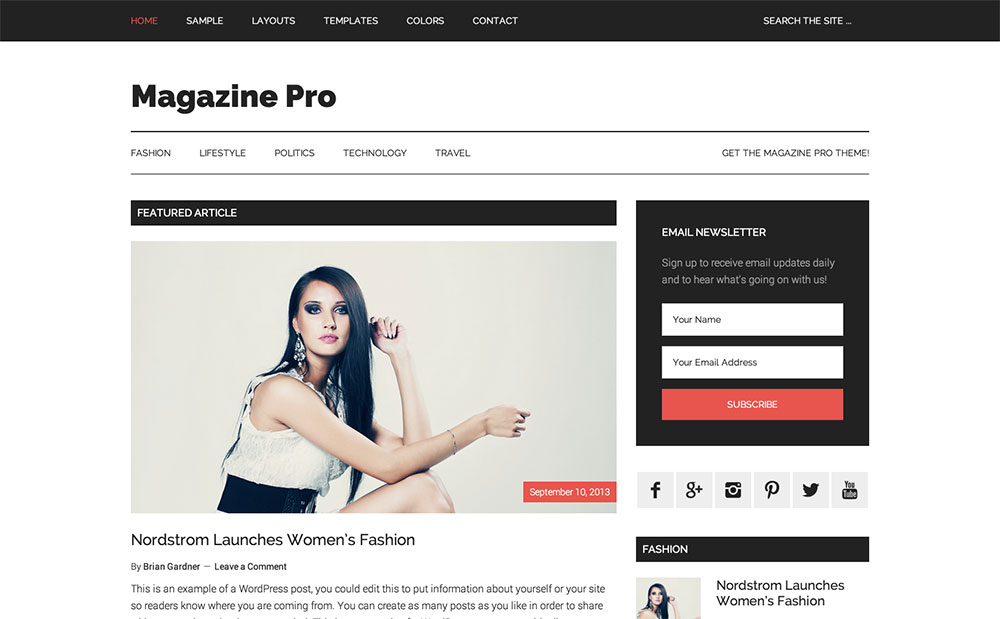 HOME SAMPLE LAYOUTS TEMPLATES COLORS CONTACT SEARCH THE SITE ...
Magazine Pro
FASHION LIFESTYLE POLITICS TECHNOLOGY TRAVEL GET THE MAGAZINE PRO THEME!
FEATURED ARTICLE
September 10, 2013
Nordstrom Launches Women's Fashion
By Brian Gardner — Leave a Comment
This is an example of a WordPress post, you could edit this to put information about yourself or your site
so readers know where you are coming from. You can create as many posts as you like in order to share
EMAIL NEWSLETTER
Sign up to receive email updates daily
and to hear what's going on with us!
Your Name
Your Email Address
SUBSCRIBE
You
Tube
FASHION
Nordstrom Launches
Women's Fashion